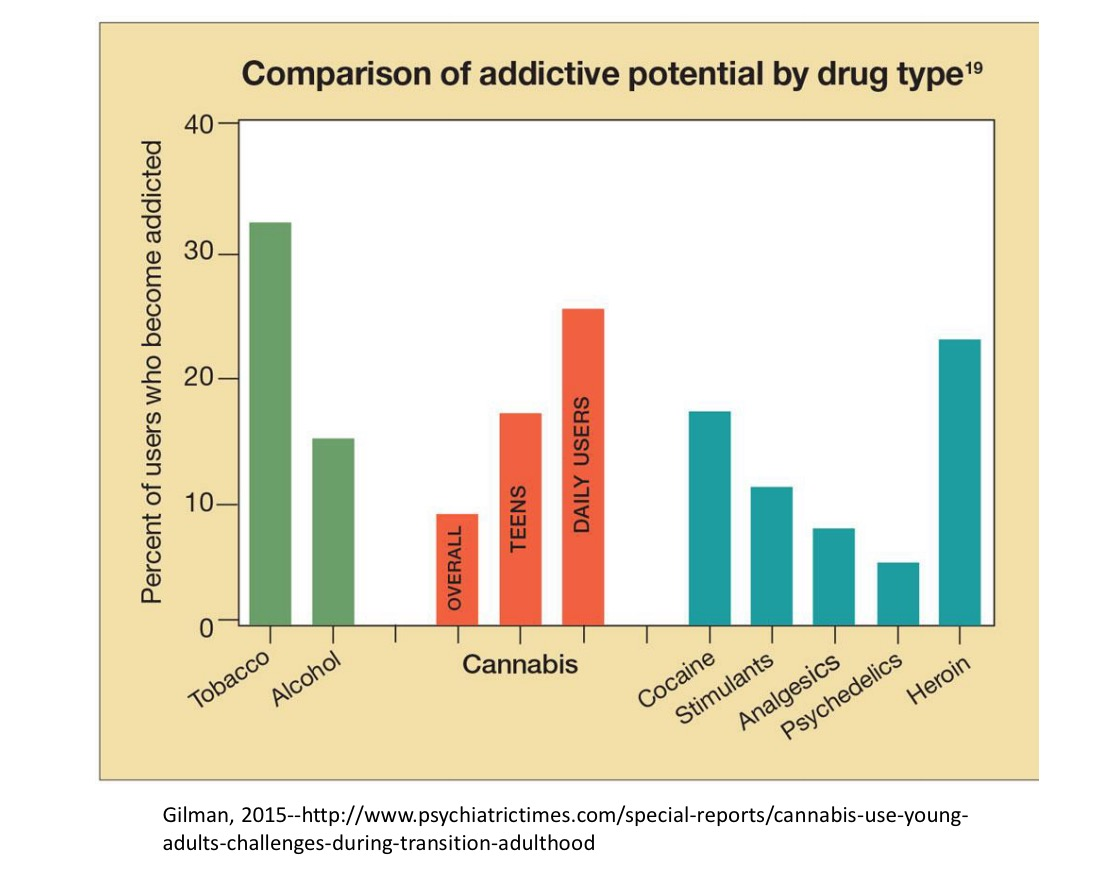 Comparison of addictive potential by drug type19
Percent of users who become addicted
40
30
20
10
0
OVERALL
TEENS
DAILY USERS
Tobacco
Alcohol
Cannabis
Cocaine
Stimulants
Analgesics
Psychedelics
Heroin
Gilman, 2015--http://www.psychiatrictimes.com/special-reports/cannabis-use-young-
adults-challenges-during-transition-adulthood